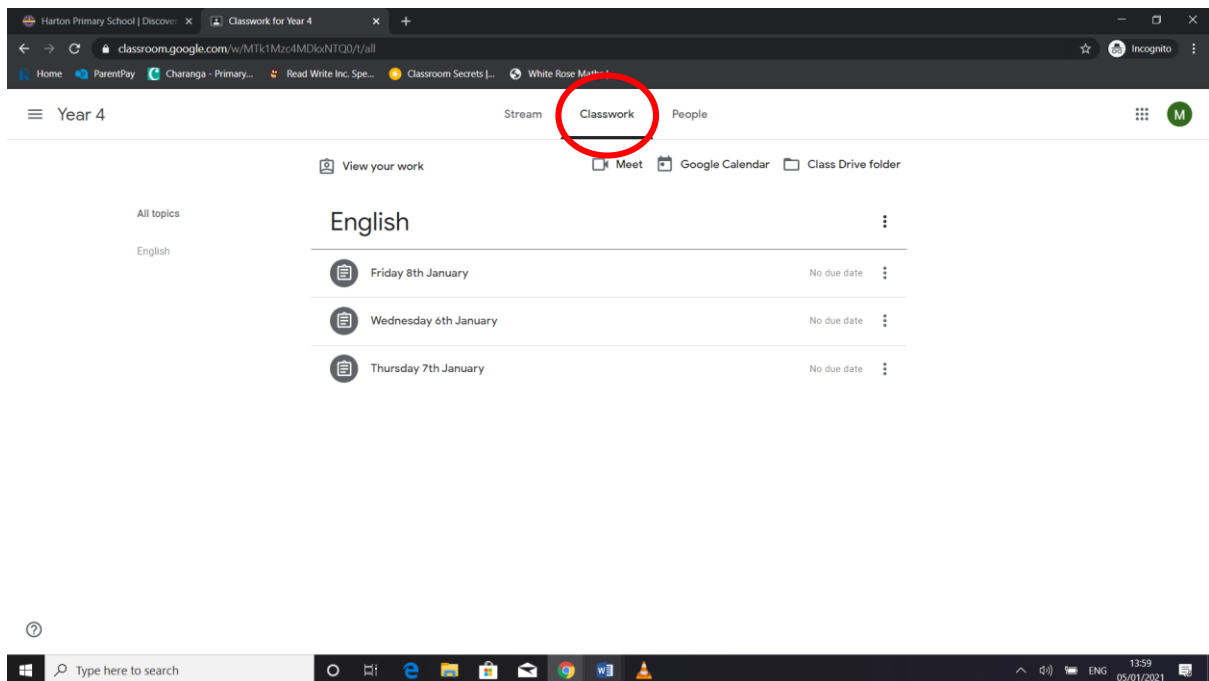 Harton Primary School | Discover
Classwork for Year 4
classroom.google.com/w/MTk1Mzc4MDkxNTQ0/t/all
Incognito
Home ParentPay Charanga - Primary... Read Write Inc. Spe... Classroom Secrets |... White Rose Maths |
Year 4
Stream Classwork People
M
View your work
Meet Google Calendar Class Drive folder
All topics
English
English
Friday 8th January No due date
Wednesday 6th January No due date
Thursday 7th January No due date
Type here to search
ENG
13:59
05/01/2021